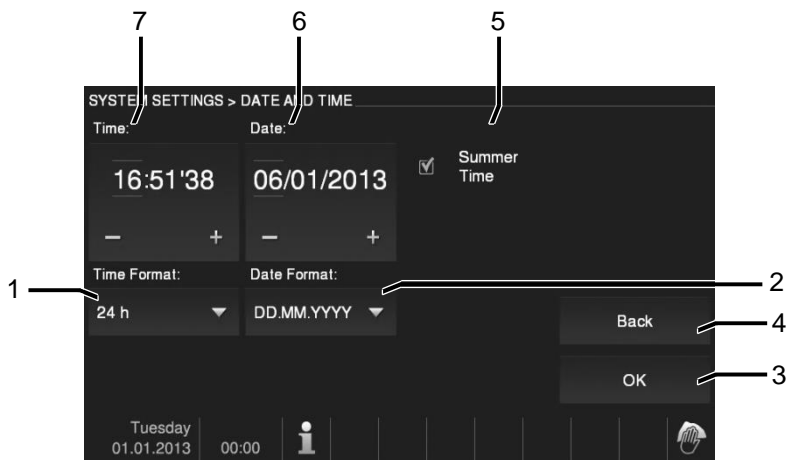 7 6 5
SYSTEM SETTINGS > DATE AND TIME
Time: Date:
16:51'38 06/01/2013 Summer
Time
− + − +
Time Format: Date Format:
1 2
24 h DD.MM.YYYY
Back 4
OK 3
Tuesday
01.01.2013 00:00